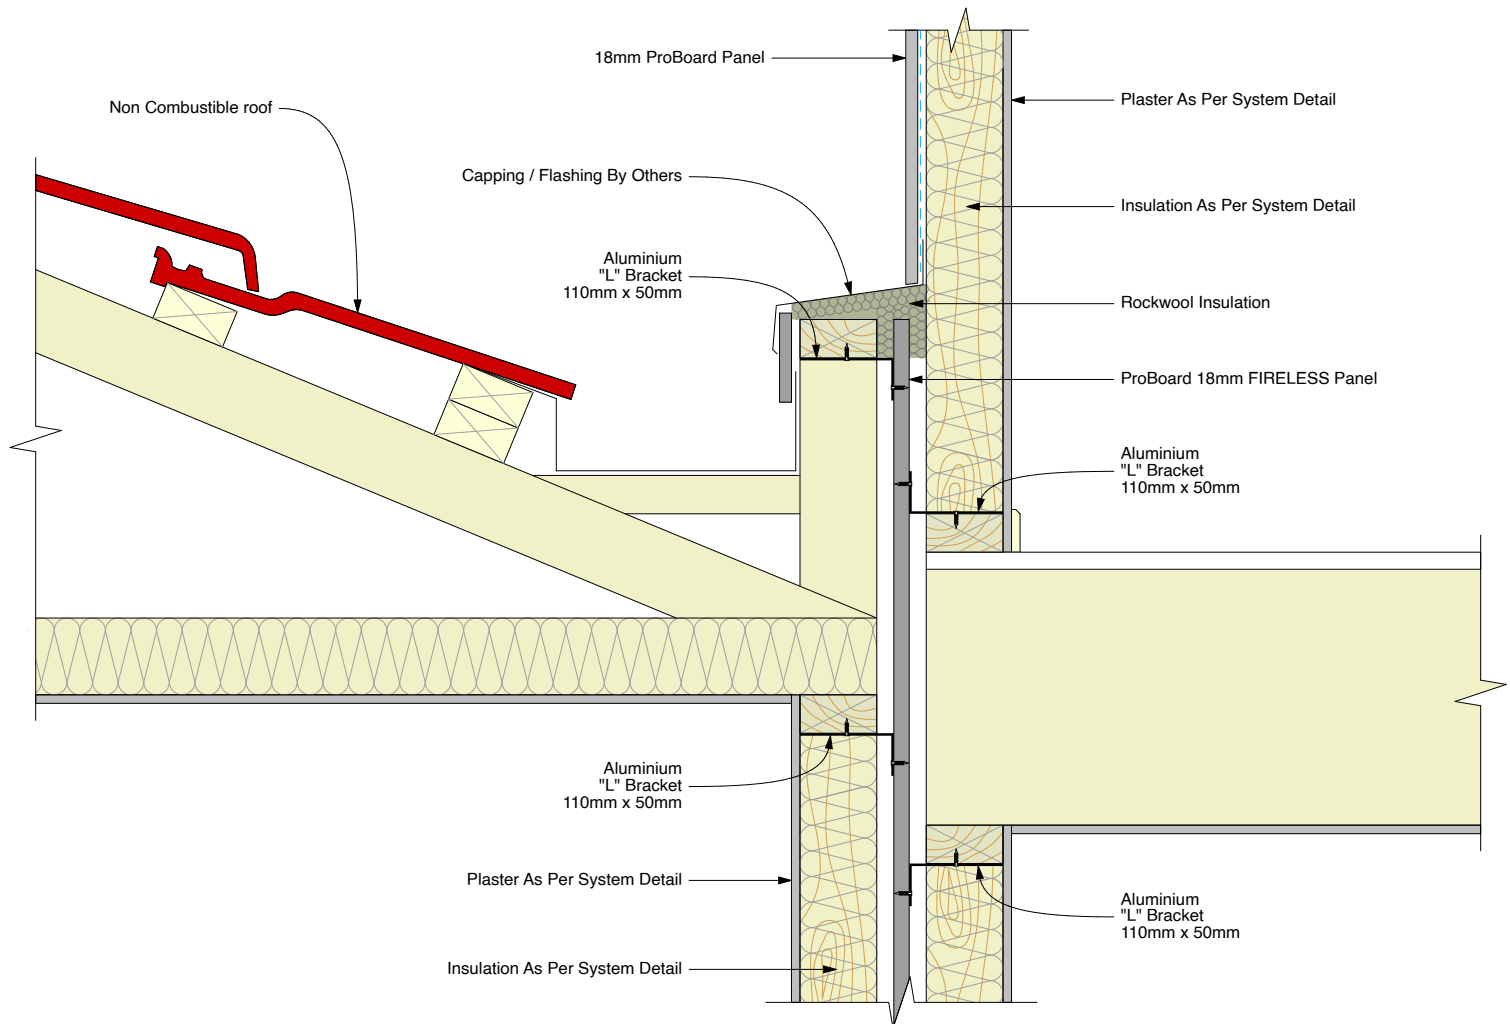 18mm ProBoard Panel
Non Combustible roof
Plaster As Per System Detail
Capping / Flashing By Others
Insulation As Per System Detail
Aluminium
"L" Bracket
110mm x 50mm
Rockwool Insulation
ProBoard 18mm FIRELESS Panel
Aluminium
"L" Bracket
110mm x 50mm
Aluminium
"L" Bracket
110mm x 50mm
Plaster As Per System Detail
Aluminium
"L" Bracket
110mm x 50mm
Insulation As Per System Detail